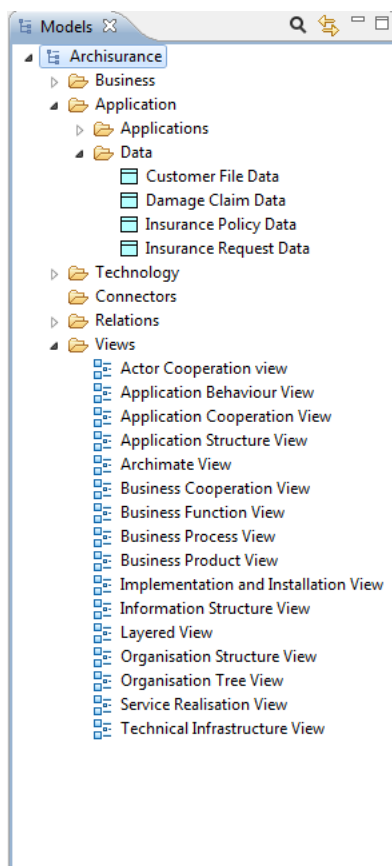 Models
Archisurance
Business
Application
Applications
Data
Customer File Data
Damage Claim Data
Insurance Policy Data
Insurance Request Data
Technology
Connectors
Relations
Views
Actor Cooperation view
Application Behaviour View
Application Cooperation View
Application Structure View
Archimate View
Business Cooperation View
Business Function View
Business Process View
Business Product View
Implementation and Installation View
Information Structure View
Layered View
Organisation Structure View
Organisation Tree View
Service Realisation View
Technical Infrastructure View